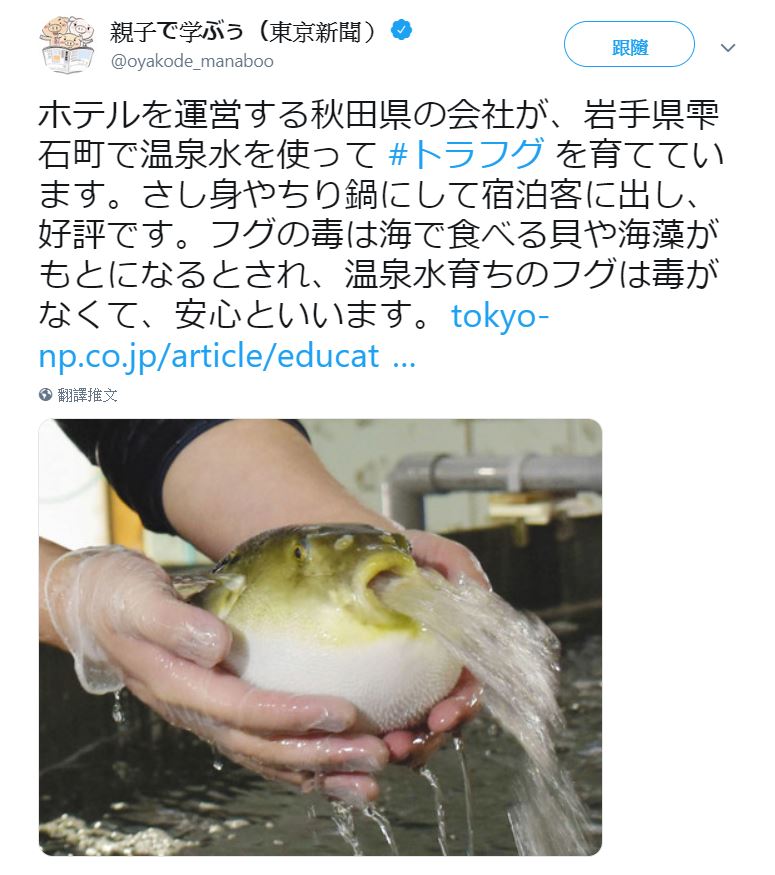 親子で学ぶぅ（東京新聞）
@oyakode_manaboo
跟隨
ホテルを運営する秋田県の会社が、岩手県雫
石町で温泉水を使って #トラフグ を育ててい
ます。さし身やちり鍋にして宿泊客に出し、
好評です。フグの毒は海で食べる貝や海藻が
もとになるとされ、温泉水育ちのフグは毒が
なくて、安心といいます。 tokyo-
np.co.jp/article/educat …
翻譯推文